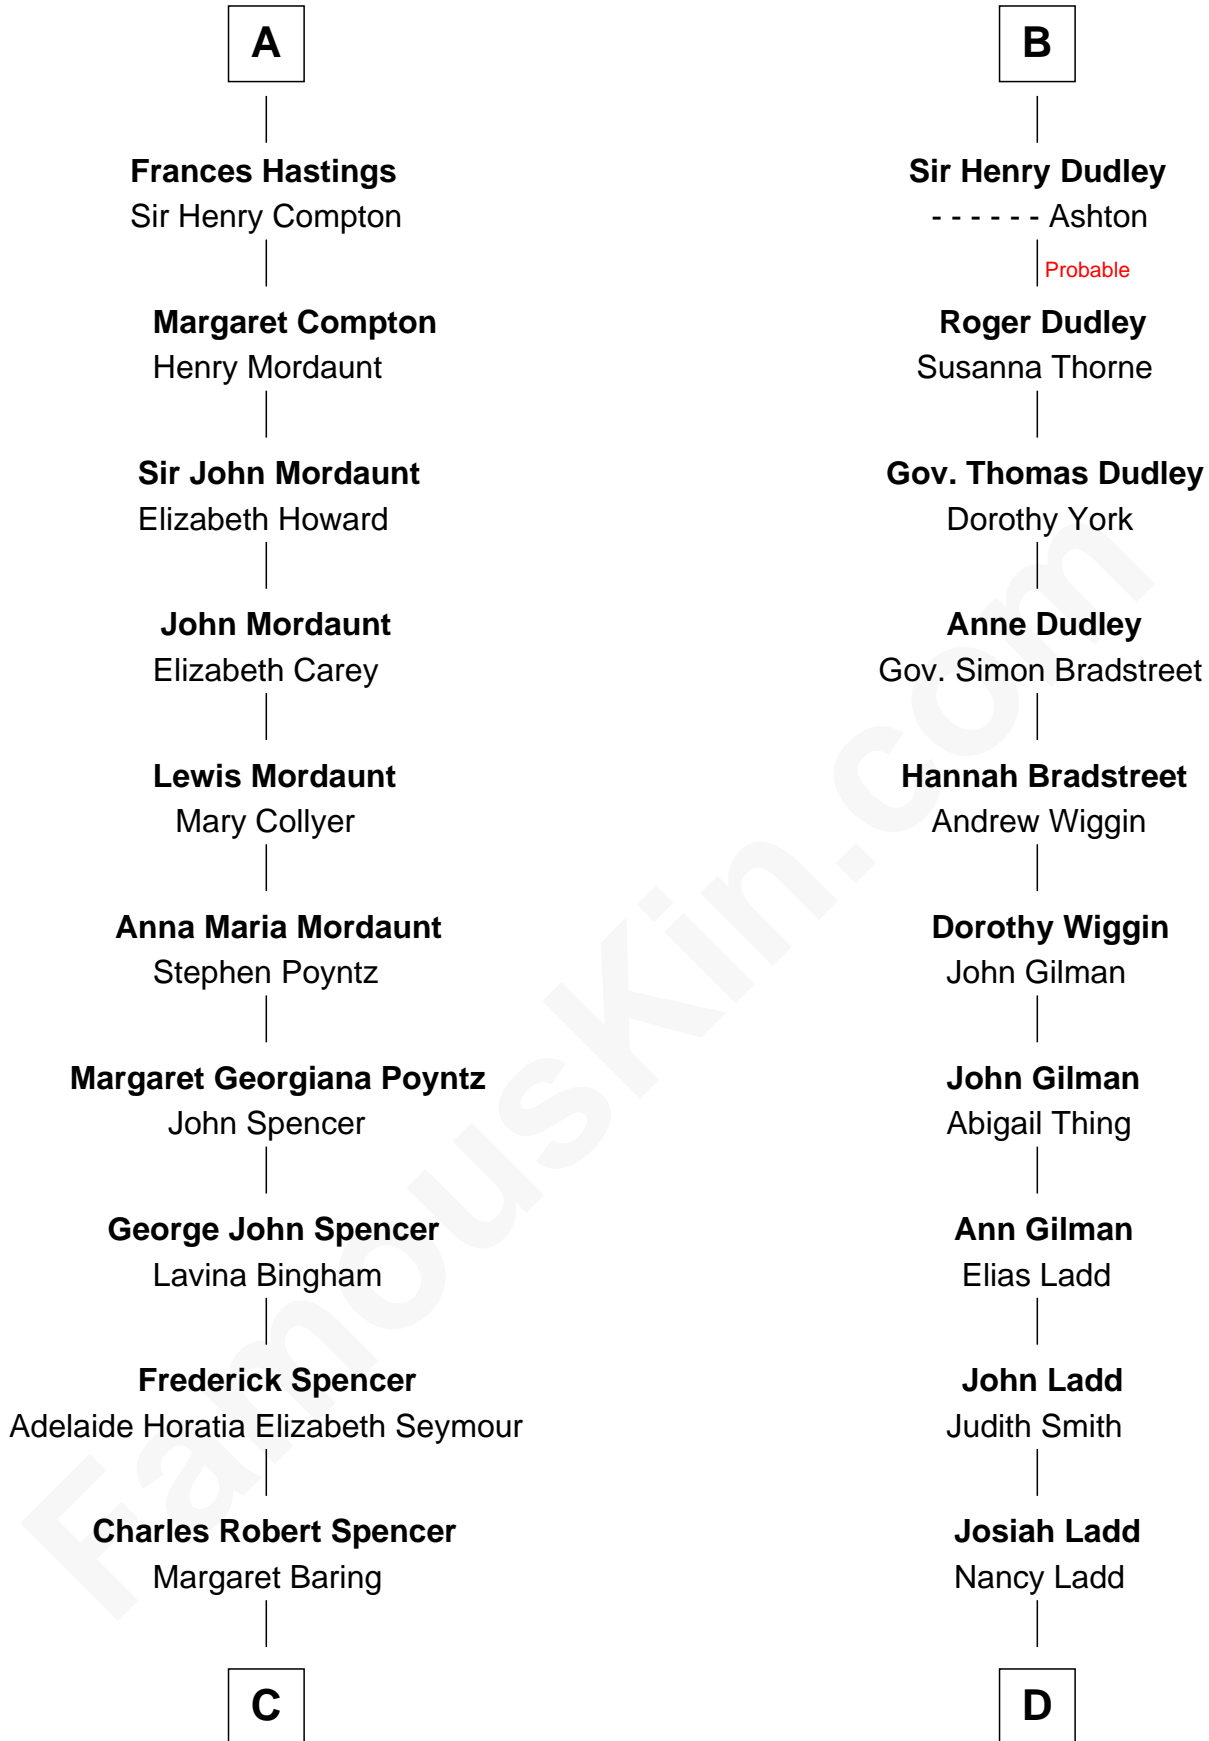 A
Frances Hastings
Sir Henry Compton
Margaret Compton
Henry Mordaunt
Sir John Mordaunt
Elizabeth Howard
John Mordaunt
Elizabeth Carey
Lewis Mordaunt
Mary Collyer
Anna Maria Mordaunt
Stephen Poyntz
Margaret Georgiana Poyntz
John Spencer
George John Spencer
Lavina Bingham
Frederick Spencer
Adelaide Horatia Elizabeth Seymour
Charles Robert Spencer
Margaret Baring
C
B
Sir Henry Dudley
- - - - - - Ashton
Probable
Roger Dudley
Susanna Thorne
Gov. Thomas Dudley
Dorothy York
Anne Dudley
Gov. Simon Bradstreet
Hannah Bradstreet
Andrew Wiggin
Dorothy Wiggin
John Gilman
John Gilman
Abigail Thing
Ann Gilman
Elias Ladd
John Ladd
Judith Smith
Josiah Ladd
Nancy Ladd
D
FamousKin.com